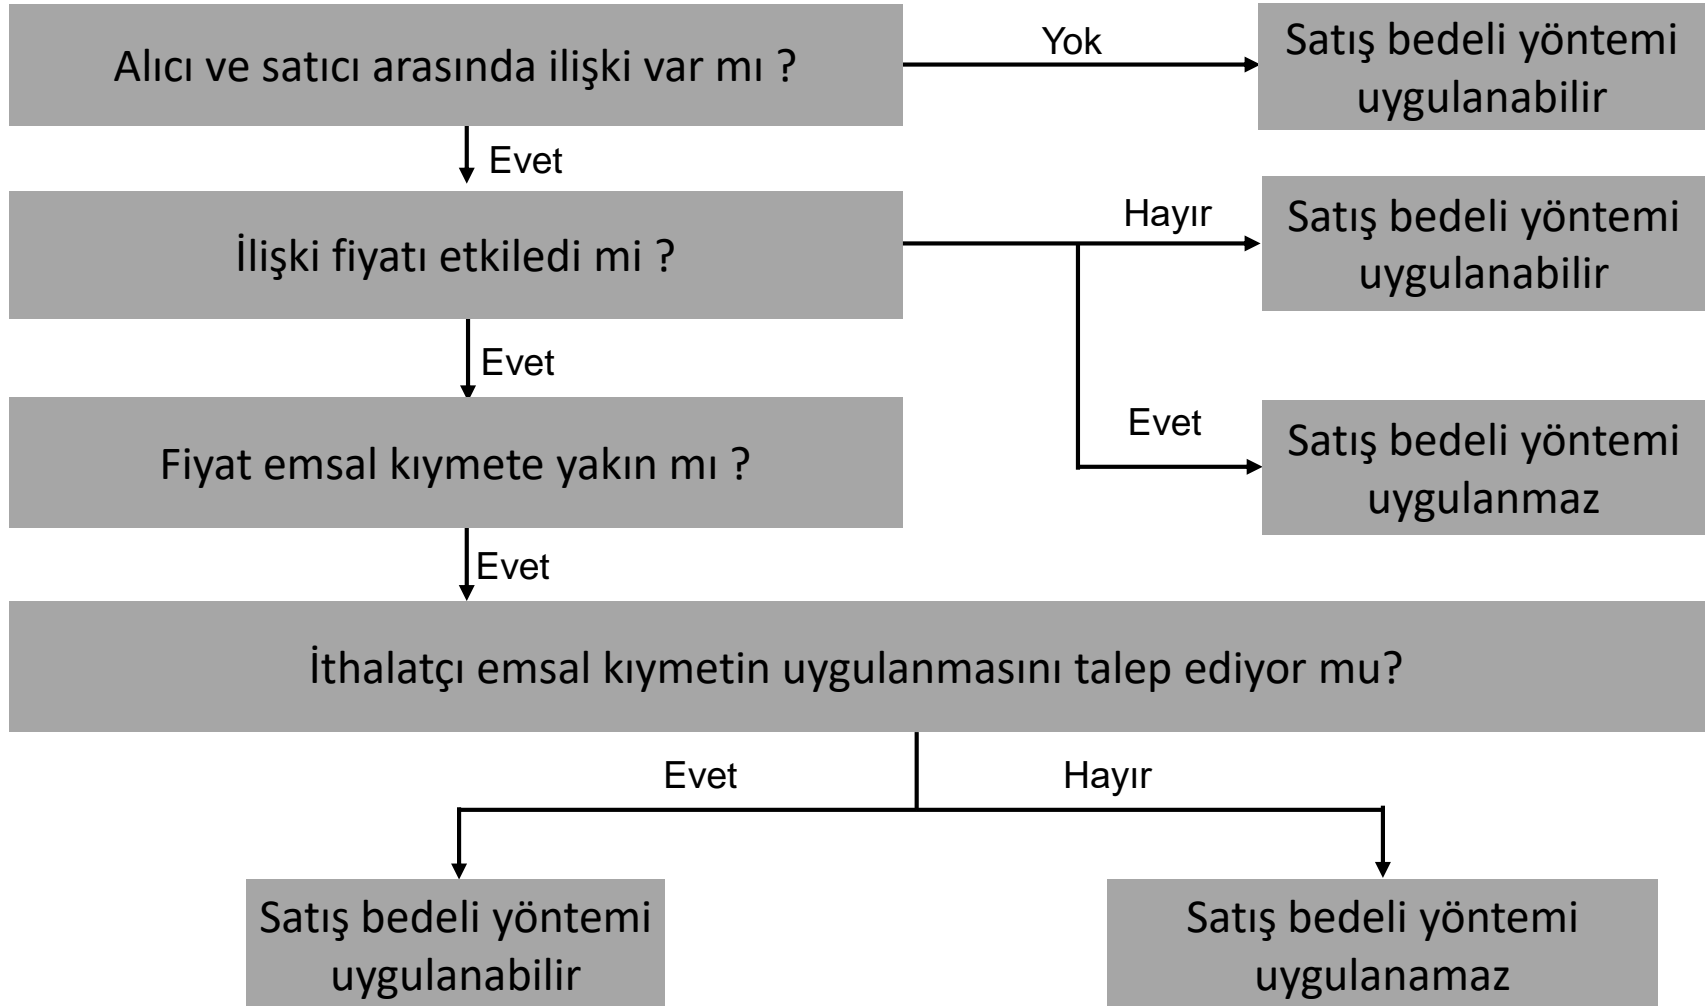 Alıcı ve satıcı arasında ilişki var mı ?
Yok
Satış bedeli yöntemi
uygulanabilir
Evet
İlişki fiyatı etkiledi mi ?
Hayır
Satış bedeli yöntemi
uygulanabilir
Evet
Evet
Satış bedeli yöntemi
uygulanmaz
Fiyat emsal kıymete yakın mı ?
Evet
İthalatçı emsal kıymetin uygulanmasını talep ediyor mu?
Evet
Hayır
Satış bedeli yöntemi
uygulanabilir
Satış bedeli yöntemi
uygulanamaz